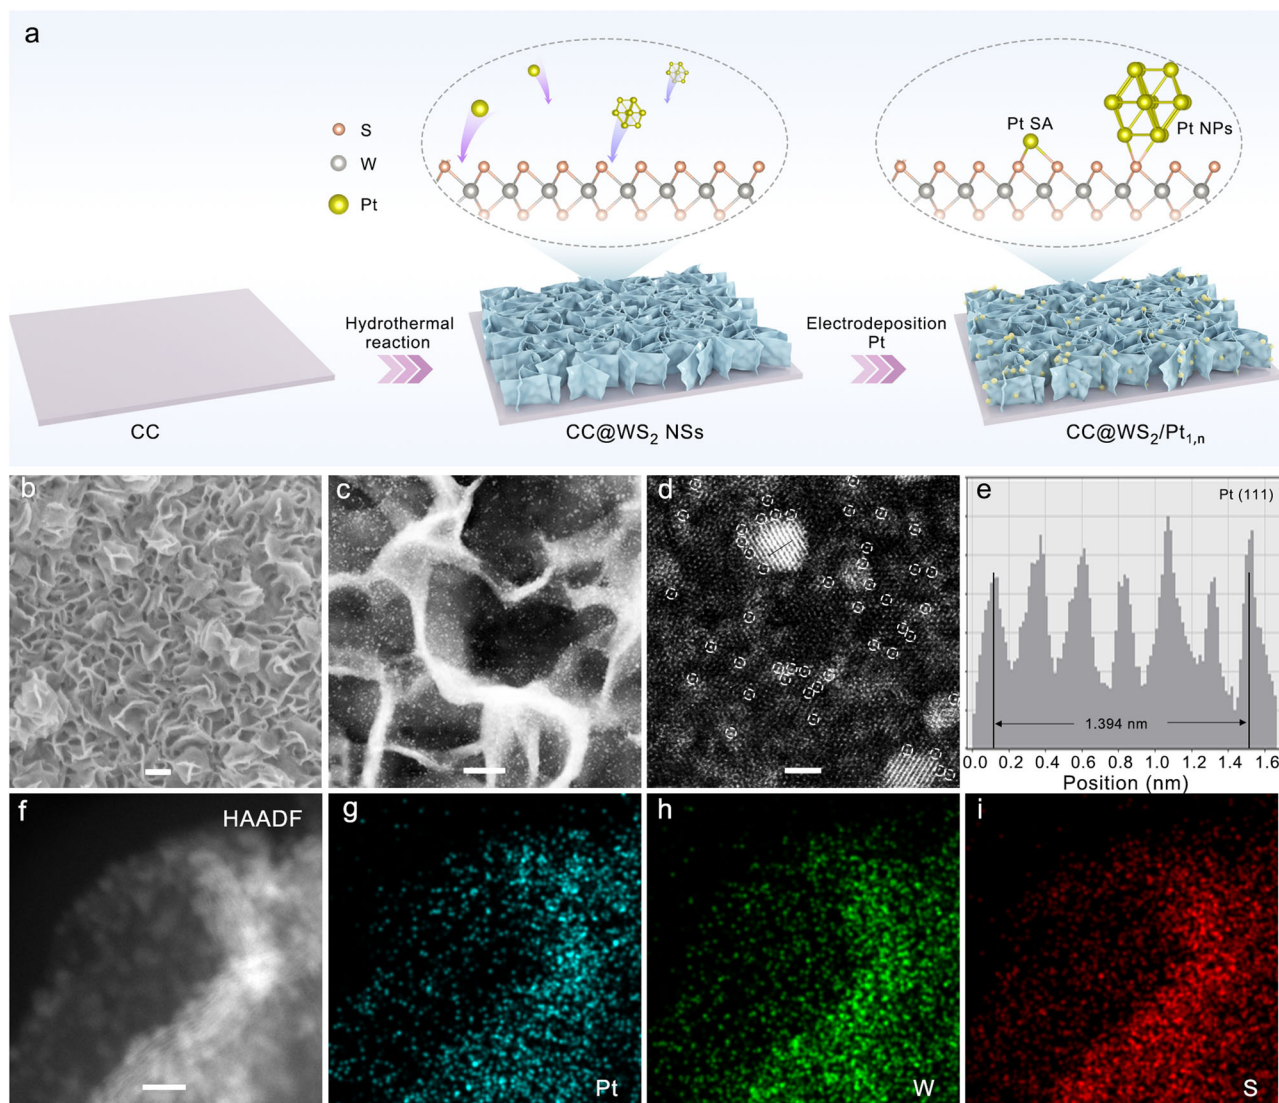 a
S
W
Pt
Pt SA
Pt NPs
Hydrothermal
reaction
Electrodeposition
Pt
CC
CC@WS₂ NSs
CC@WS₂/Pt₁,ₙ
b
c
d
e
Pt (111)
1.394 nm
0.0 0.2 0.4 0.6 0.8 1.0 1.2 1.4 1.6
Position (nm)
f
HAADF
g
Pt
h
W
i
S